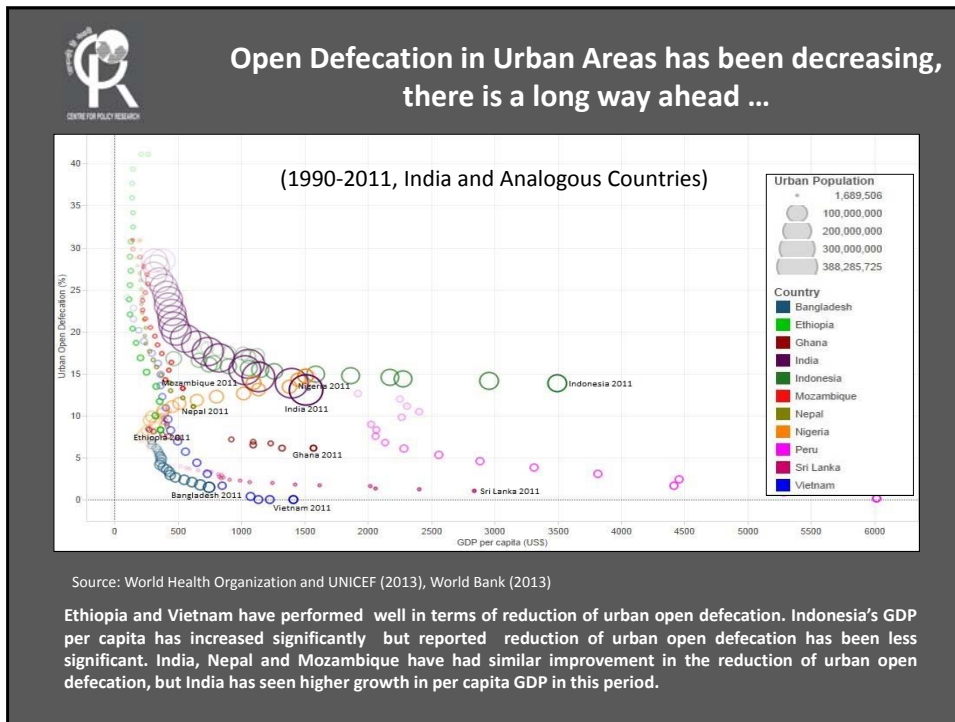 CENTRE FOR POLICY RESEARCH
Open Defecation in Urban Areas has been decreasing,
there is a long way ahead …
(1990-2011, India and Analogous Countries)
Urban Open Defecation (%)
40
35
30
25
20
15
10
5
0
Mozambique 2011
Nepal 2011
Ethiopia 2011
Nigeria 2011
India 2011
Indonesia 2011
Ghana 2011
Bangladesh 2011
Sri Lanka 2011
Vietnam 2011
0 500 1000 1500 2000 2500 3000 3500 4000 4500 5000 5500 6000
GDP per capita (US$)
Urban Population
1,689,506
100,000,000
200,000,000
300,000,000
388,285,725
Country
Bangladesh
Ethiopia
Ghana
India
Indonesia
Mozambique
Nepal
Nigeria
Peru
Sri Lanka
Vietnam
Source: World Health Organization and UNICEF (2013), World Bank (2013)
Ethiopia and Vietnam have performed well in terms of reduction of urban open defecation. Indonesia's GDP
per capita has increased significantly but reported reduction of urban open defecation has been less
significant. India, Nepal and Mozambique have had similar improvement in the reduction of urban open
defecation, but India has seen higher growth in per capita GDP in this period.